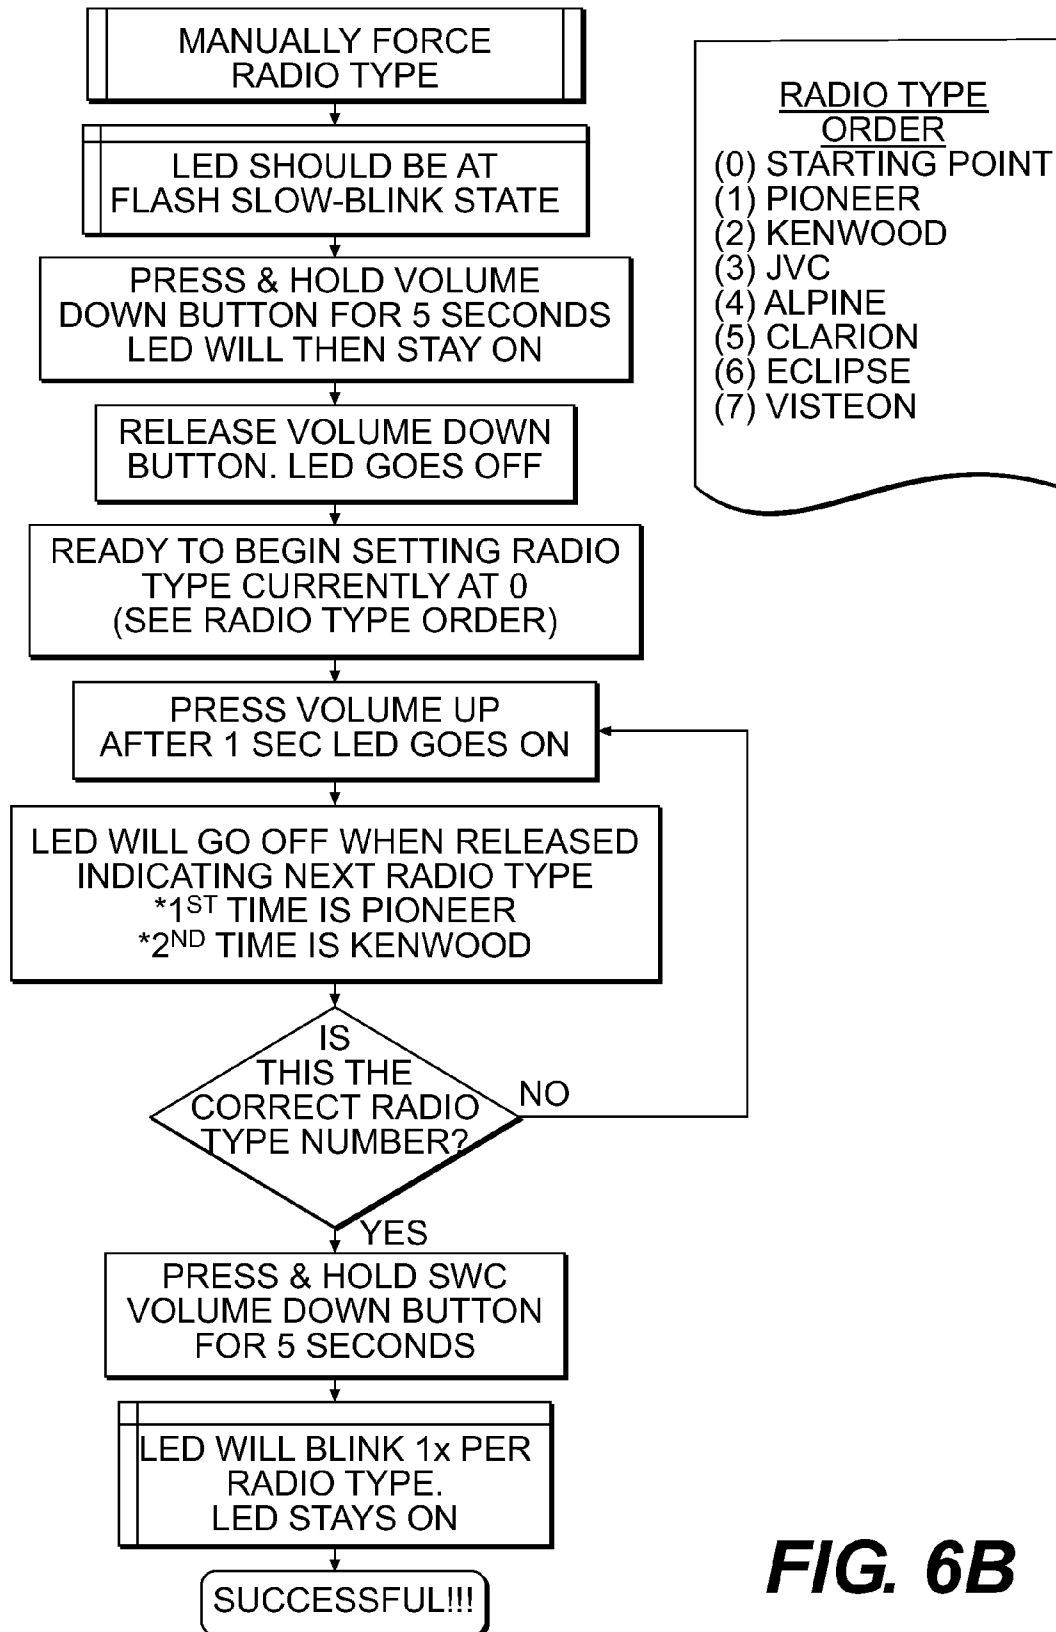 MANUALLY FORCE
RADIO TYPE
LED SHOULD BE AT
FLASH SLOW-BLINK STATE
PRESS & HOLD VOLUME
DOWN BUTTON FOR 5 SECONDS
LED WILL THEN STAY ON
RELEASE VOLUME DOWN
BUTTON. LED GOES OFF
READY TO BEGIN SETTING RADIO
TYPE CURRENTLY AT 0
(SEE RADIO TYPE ORDER)
PRESS VOLUME UP
AFTER 1 SEC LED GOES ON
LED WILL GO OFF WHEN RELEASED
INDICATING NEXT RADIO TYPE
*1ST TIME IS PIONEER
*2ND TIME IS KENWOOD
IS
THIS THE
CORRECT RADIO
TYPE NUMBER?
NO
YES
PRESS & HOLD SWC
VOLUME DOWN BUTTON
FOR 5 SECONDS
LED WILL BLINK 1x PER
RADIO TYPE.
LED STAYS ON
SUCCESSFUL!!!
RADIO TYPE
ORDER
(0) STARTING POINT
(1) PIONEER
(2) KENWOOD
(3) JVC
(4) ALPINE
(5) CLARION
(6) ECLIPSE
(7) VISTEON
FIG. 6B